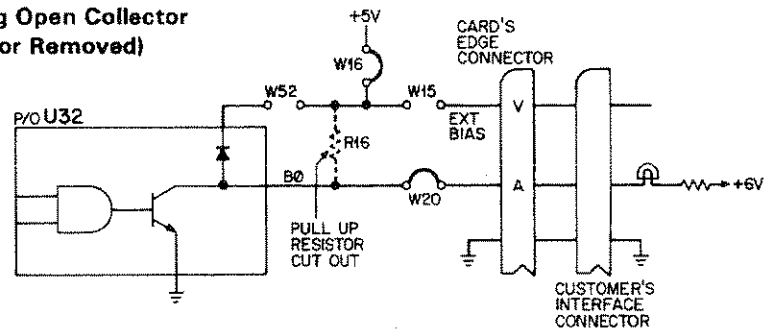 g Open Collector
or Removed)
+5V
W16
CARD'S
EDGE
CONNECTOR
W52
W15
P/O U32
EXT
BIAS
V
R16
BØ
W20
A
+6V
PULL UP
RESISTOR
CUT OUT
CUSTOMER'S
INTERFACE
CONNECTOR